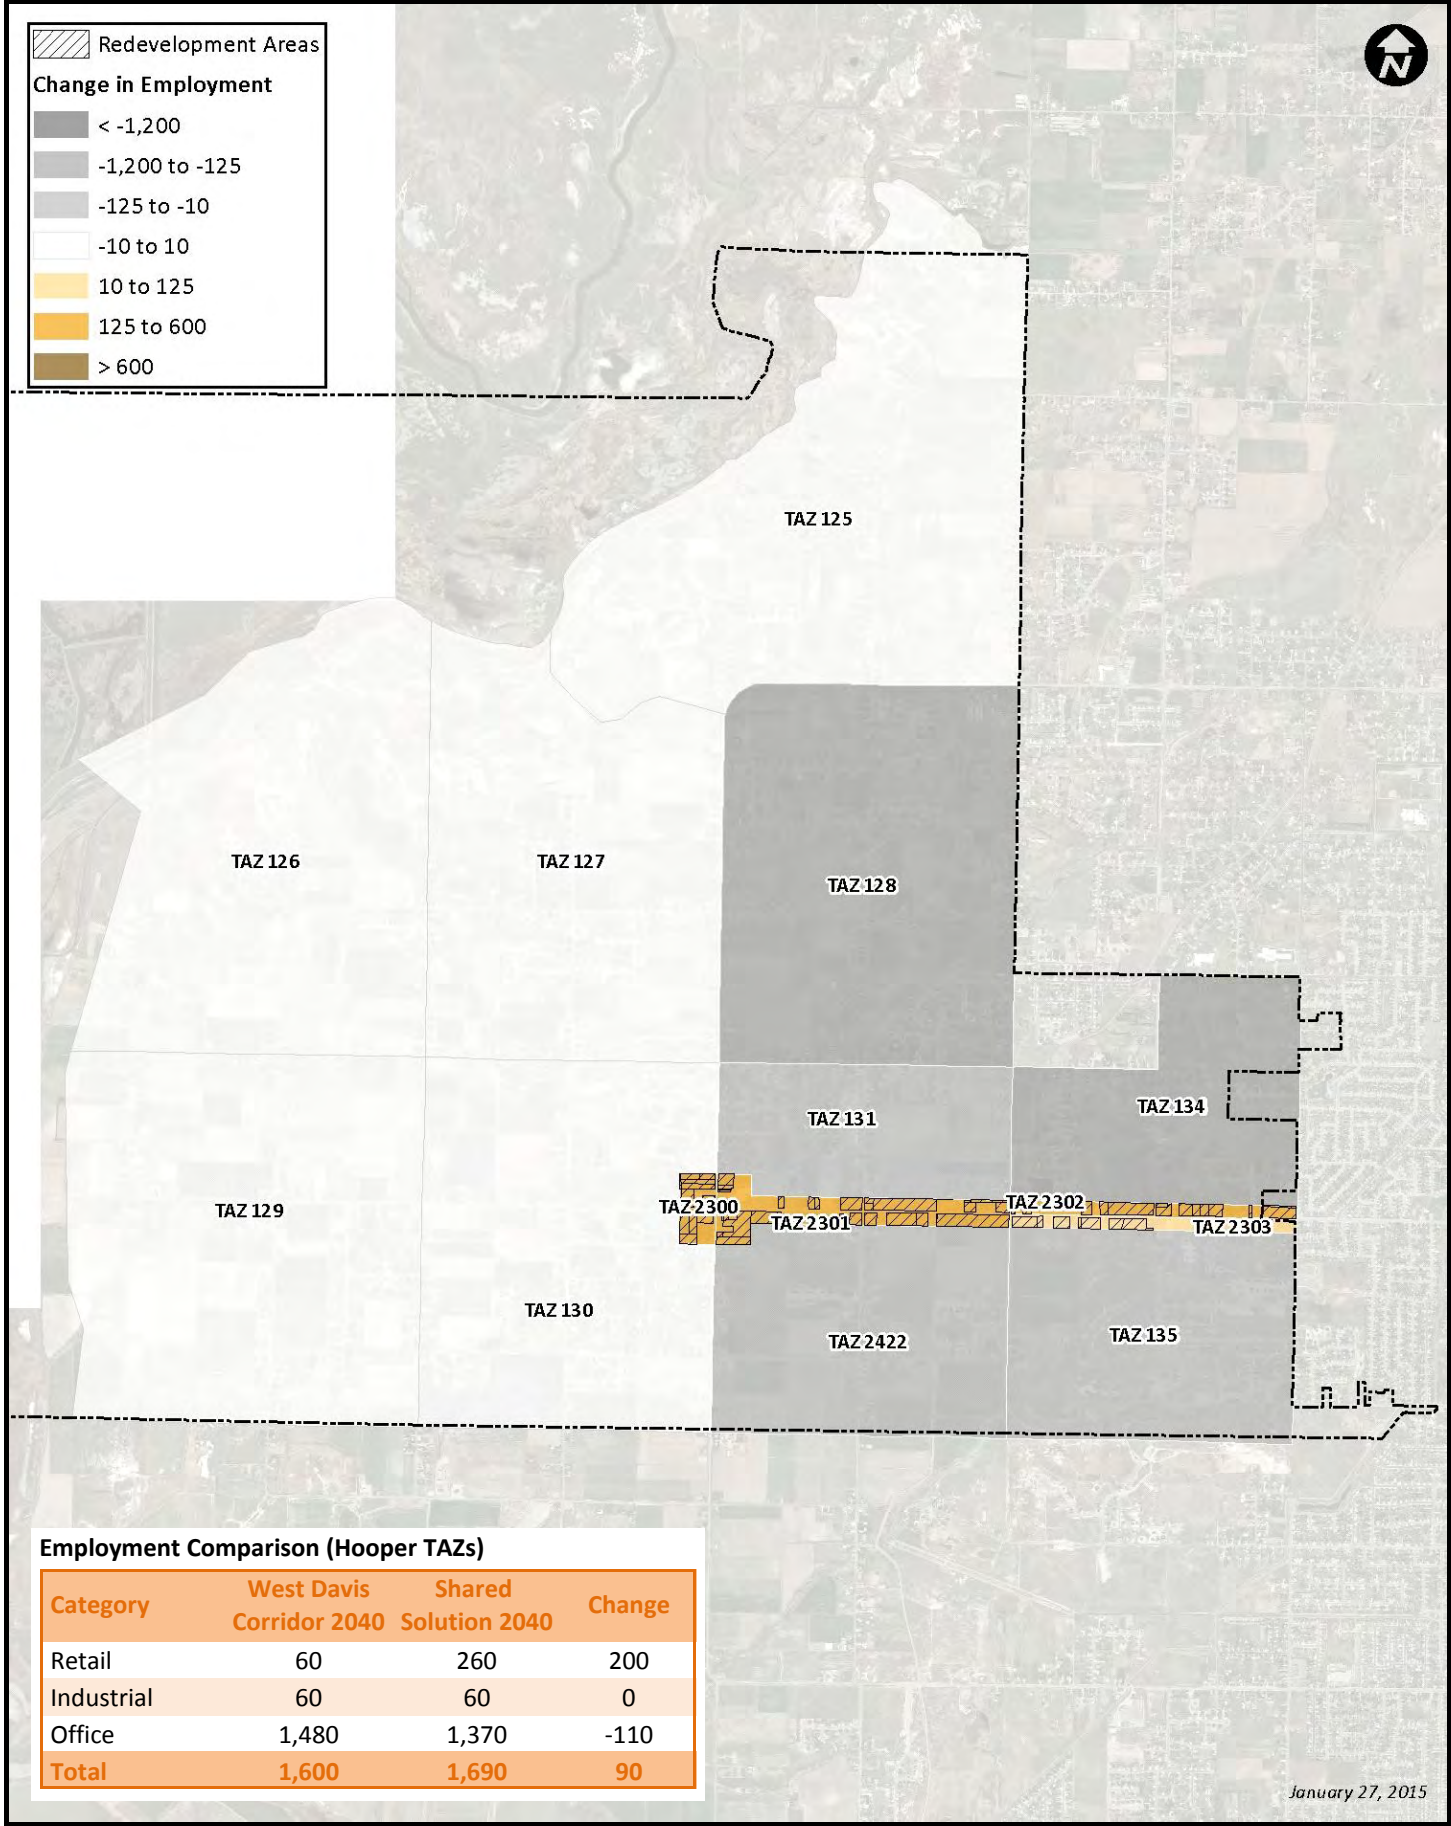 Redevelopment Areas
Change in Employment
< -1,200
-1,200 to -125
-125 to -10
-10 to 10
10 to 125
125 to 600
> 600
N
TAZ 125
TAZ 126
TAZ 127
TAZ 128
TAZ 131
TAZ 134
TAZ 129
TAZ 2300
TAZ 2301
TAZ 2302
TAZ 2303
TAZ 130
TAZ 2422
TAZ 135
Employment Comparison (Hooper TAZs)
Category West Davis Corridor 2040 Shared Solution 2040 Change
Retail 60 260 200
Industrial 60 60 0
Office 1,480 1,370 -110
Total 1,600 1,690 90
January 27, 2015